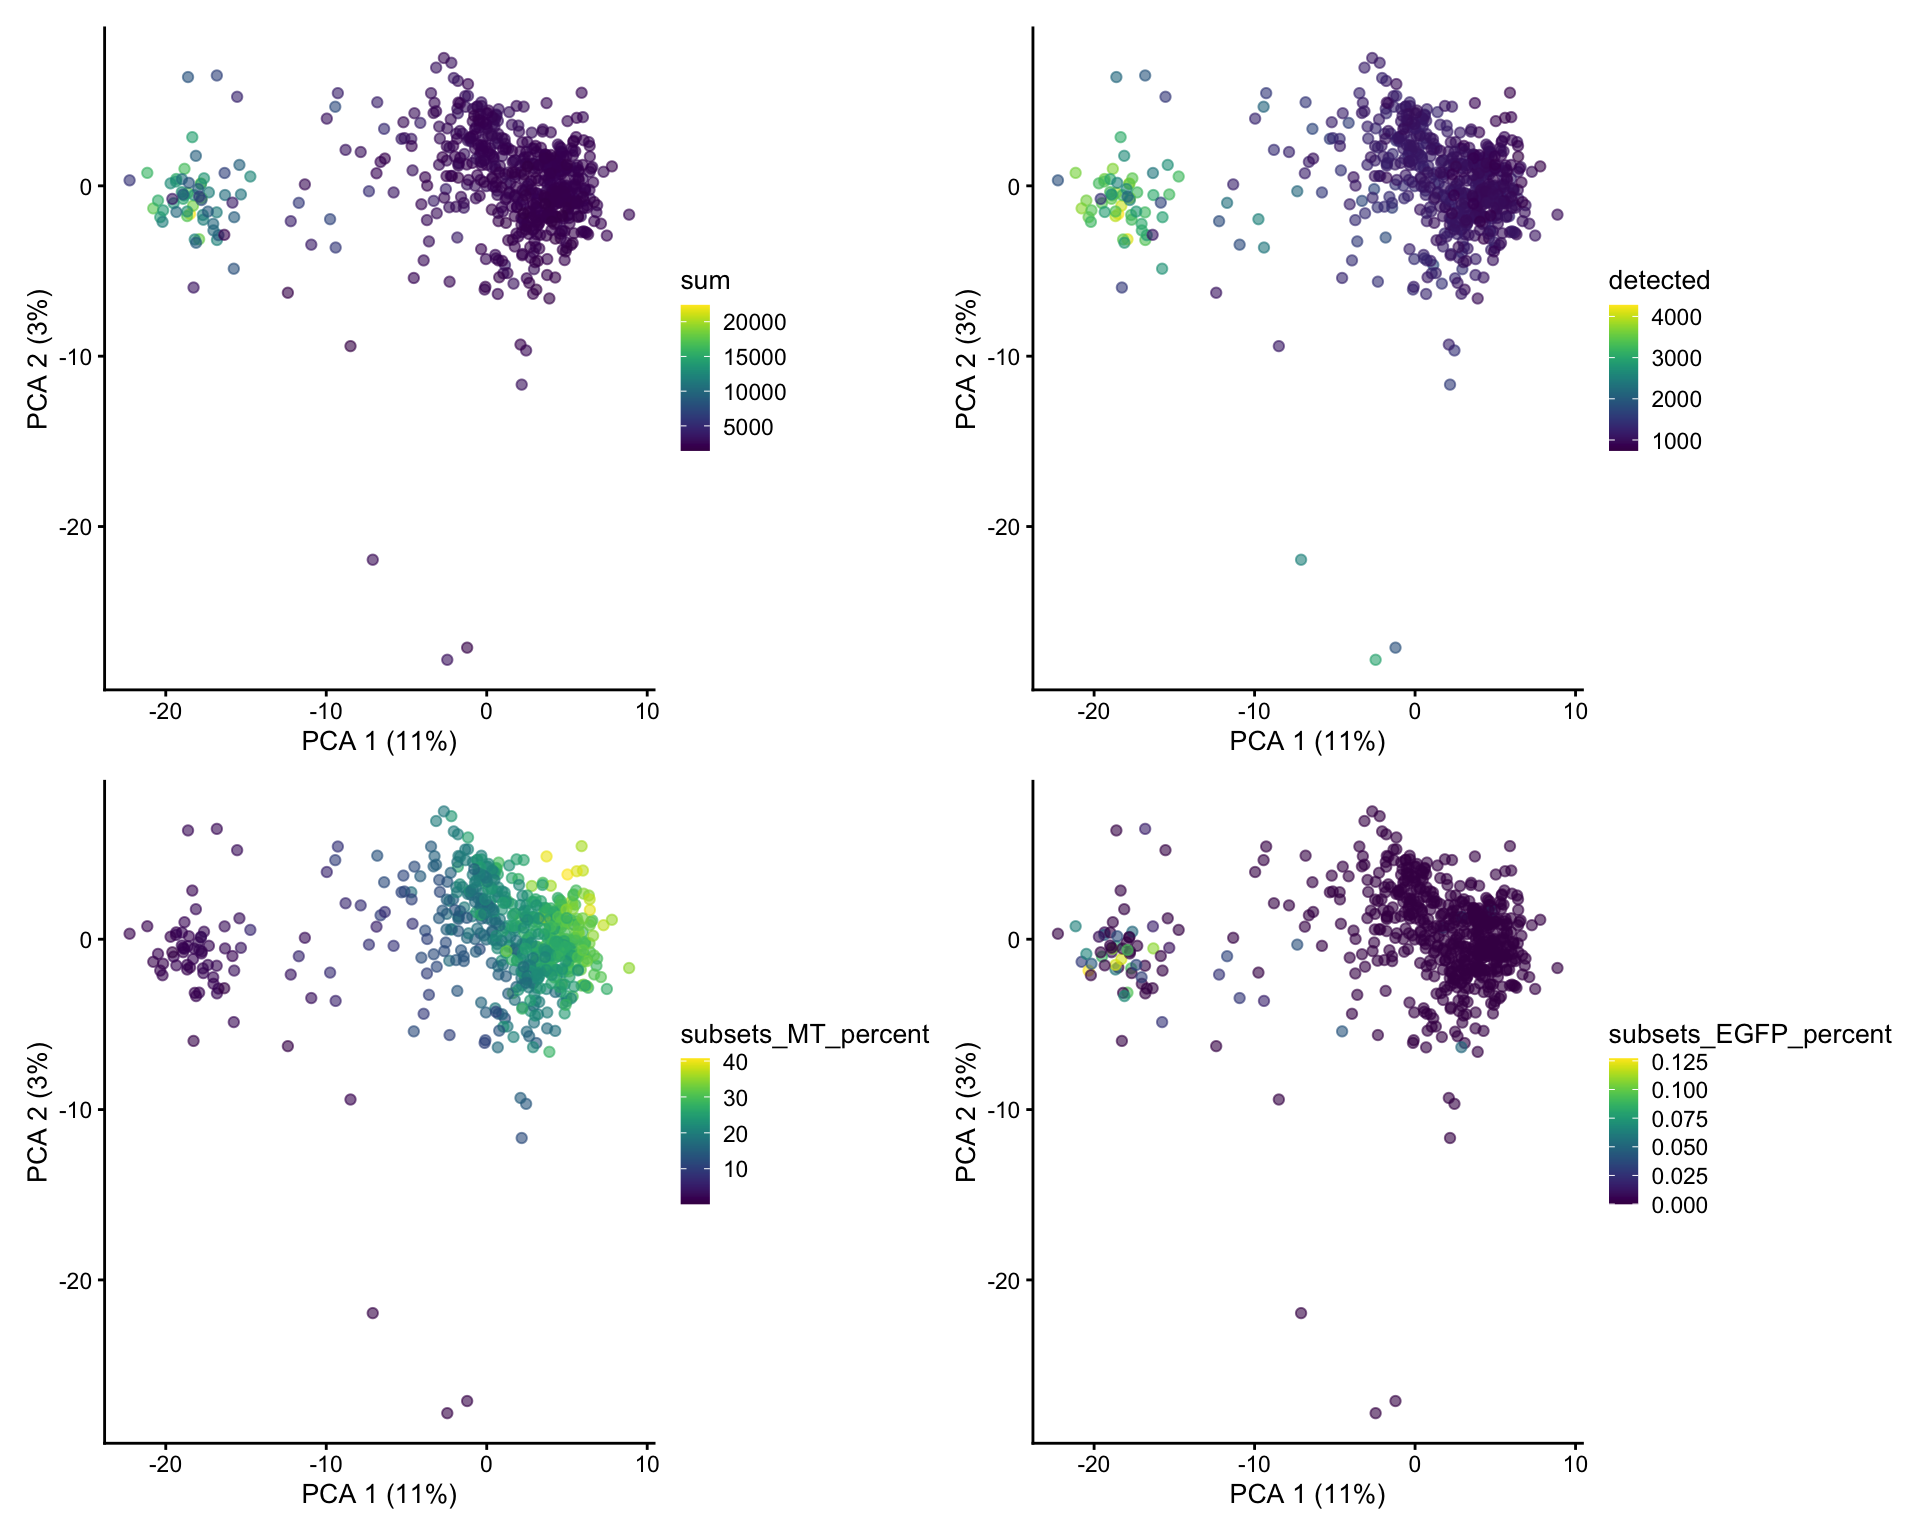 0
-10
-20
PCA 2 (3%)
-20 -10 0 10
PCA 1 (11%)
sum
20000
15000
10000
5000
0
-10
-20
PCA 2 (3%)
-20 -10 0 10
PCA 1 (11%)
detected
4000
3000
2000
1000
0
-10
-20
PCA 2 (3%)
-20 -10 0 10
PCA 1 (11%)
subsets_MT_percent
40
30
20
10
0
-10
-20
PCA 2 (3%)
-20 -10 0 10
PCA 1 (11%)
subsets_EGFP_percent
0.125
0.100
0.075
0.050
0.025
0.000